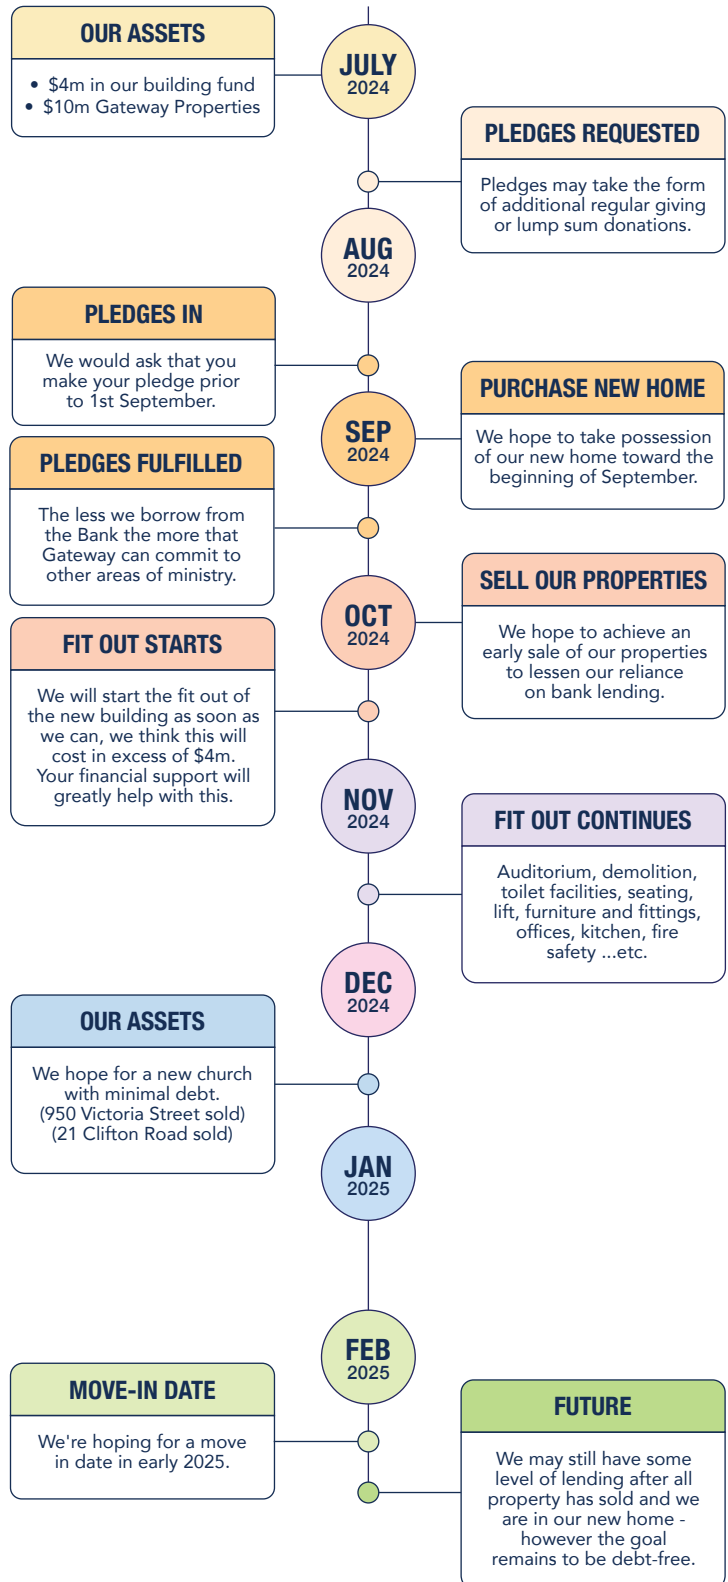 OUR ASSETS
• $4m in our building fund
• $10m Gateway Properties
JULY
2024
PLEDGES REQUESTED
Pledges may take the form
of additional regular giving
or lump sum donations.
AUG
2024
PLEDGES IN
We would ask that you
make your pledge prior
to 1st September.
PURCHASE NEW HOME
We hope to take possession
of our new home toward the
beginning of September.
SEP
2024
PLEDGES FULFILLED
The less we borrow from
the Bank the more that
Gateway can commit to
other areas of ministry.
SELL OUR PROPERTIES
We hope to achieve an
early sale of our properties
to lessen our reliance
on bank lending.
OCT
2024
FIT OUT STARTS
We will start the fit out of
the new building as soon as
we can, we think this will
cost in excess of $4m.
Your financial support will
greatly help with this.
NOV
2024
FIT OUT CONTINUES
Auditorium, demolition,
toilet facilities, seating,
lift, furniture and fittings,
offices, kitchen, fire
safety ...etc.
DEC
2024
OUR ASSETS
We hope for a new church
with minimal debt.
(950 Victoria Street sold)
(21 Clifton Road sold)
JAN
2025
FEB
2025
MOVE-IN DATE
We're hoping for a move
in date in early 2025.
FUTURE
We may still have some
level of lending after all
property has sold and we
are in our new home -
however the goal
remains to be debt-free.